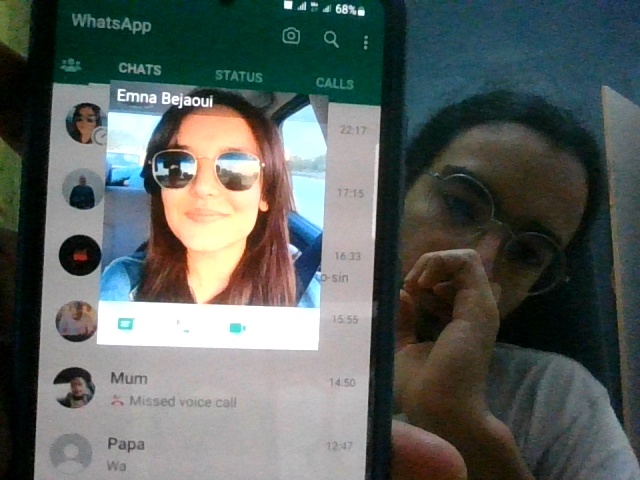 68%
WhatsApp
CHATS
STATUS
CALLS
Emna Bejaoui
22:17
17:15
16:33
o-sin
15:55
Mum
14:50
Missed voice call
Papa
12:47
Wa